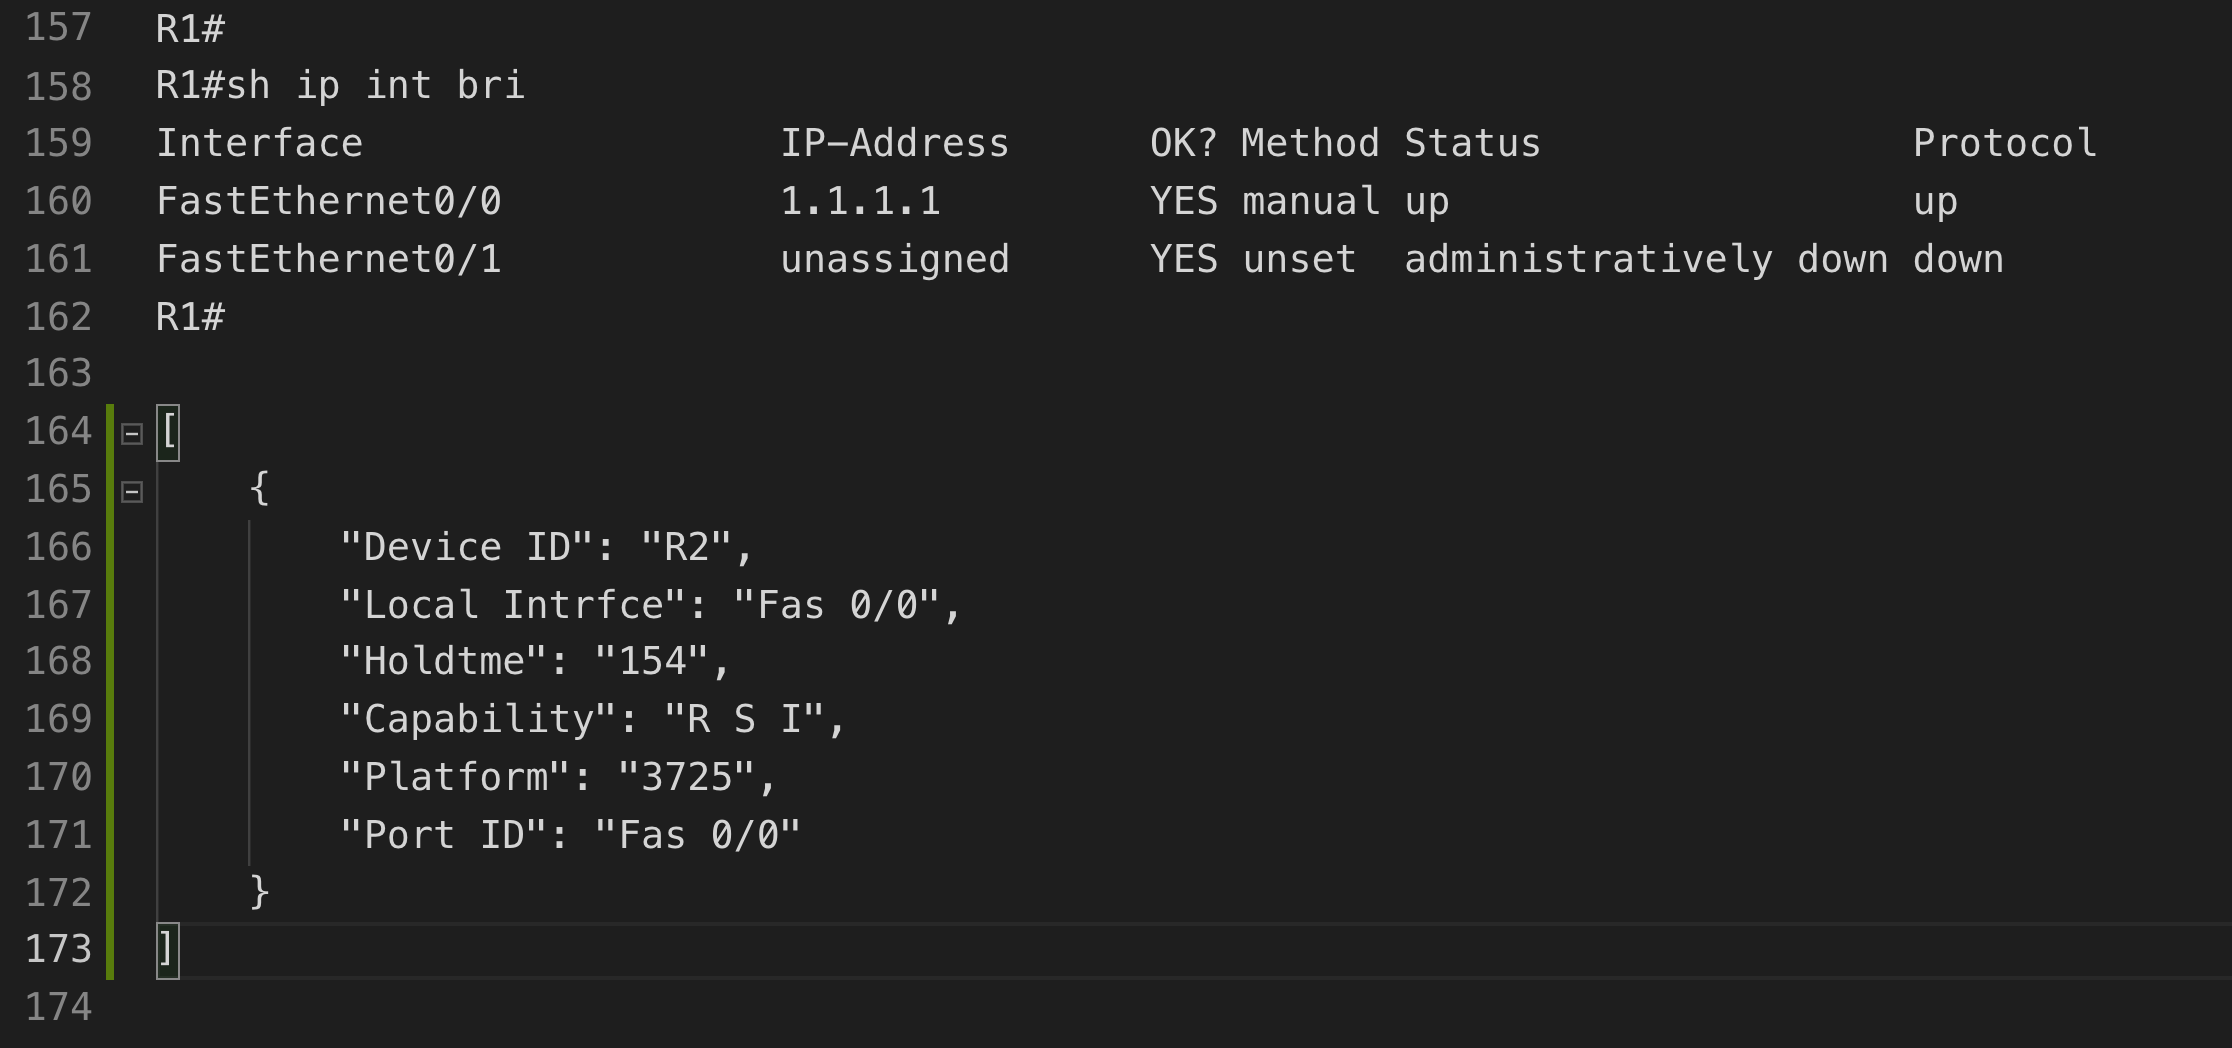 157 R1#
158 R1#sh ip int bri
159 Interface                  IP-Address      OK? Method Status                Protocol
160 FastEthernet0/0            1.1.1.1         YES manual up                    up
161 FastEthernet0/1            unassigned      YES unset  administratively down down
162 R1#
163
164 [
165     {
166         "Device ID": "R2",
167         "Local Intrfce": "Fas 0/0",
168         "Holdtme": "154",
169         "Capability": "R S I",
170         "Platform": "3725",
171         "Port ID": "Fas 0/0"
172     }
173 ]
174